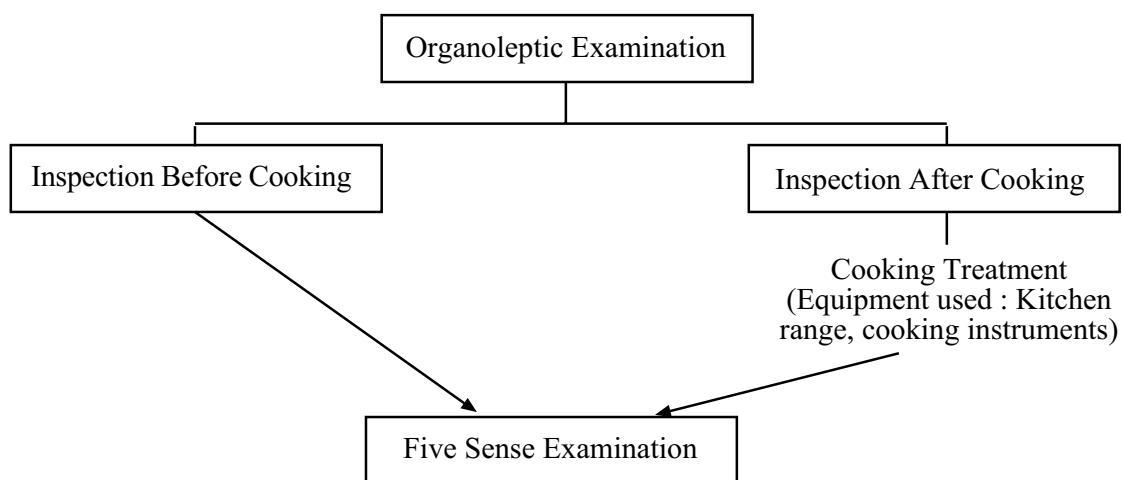 Organoleptic Examination
Inspection Before Cooking
Inspection After Cooking
Cooking Treatment
(Equipment used : Kitchen
range, cooking instruments)
Five Sense Examination